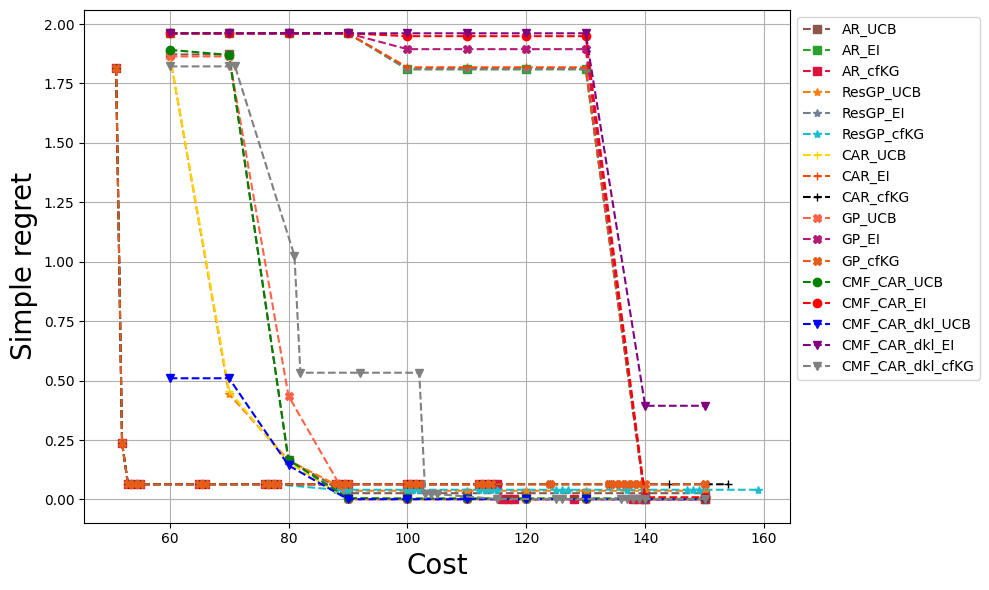 2.00
1.75
1.50
1.25
1.00
0.75
0.50
0.25
0.00
Simple regret
60 80 100 120 140 160
Cost
AR_UCB
AR_EI
AR_cfKG
ResGP_UCB
ResGP_EI
ResGP_cfKG
CAR_UCB
CAR_EI
CAR_cfKG
GP_UCB
GP_EI
GP_cfKG
CMF_CAR_UCB
CMF_CAR_EI
CMF_CAR_dkl_UCB
CMF_CAR_dkl_EI
CMF_CAR_dkl_cfKG